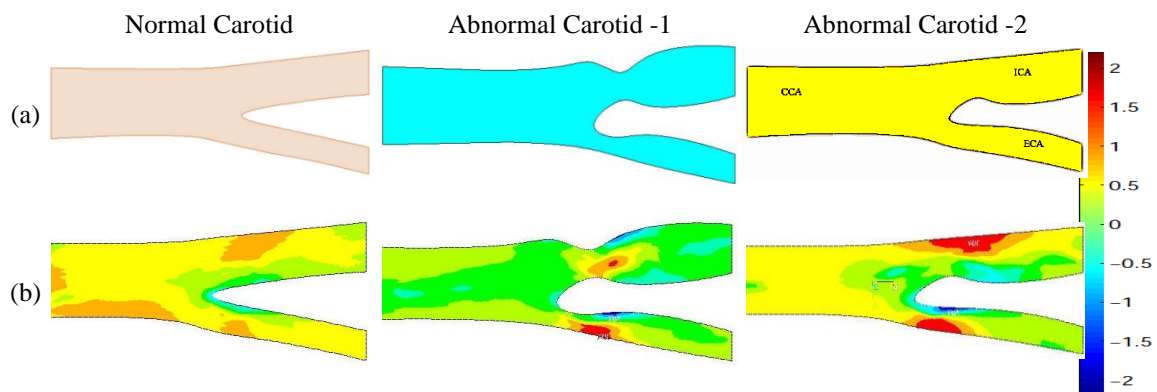 Normal Carotid
Abnormal Carotid -1
Abnormal Carotid -2
(a)
CCA
ICA
ECA
(b)
2
1.5
1
0.5
0
−0.5
−1
−1.5
−2